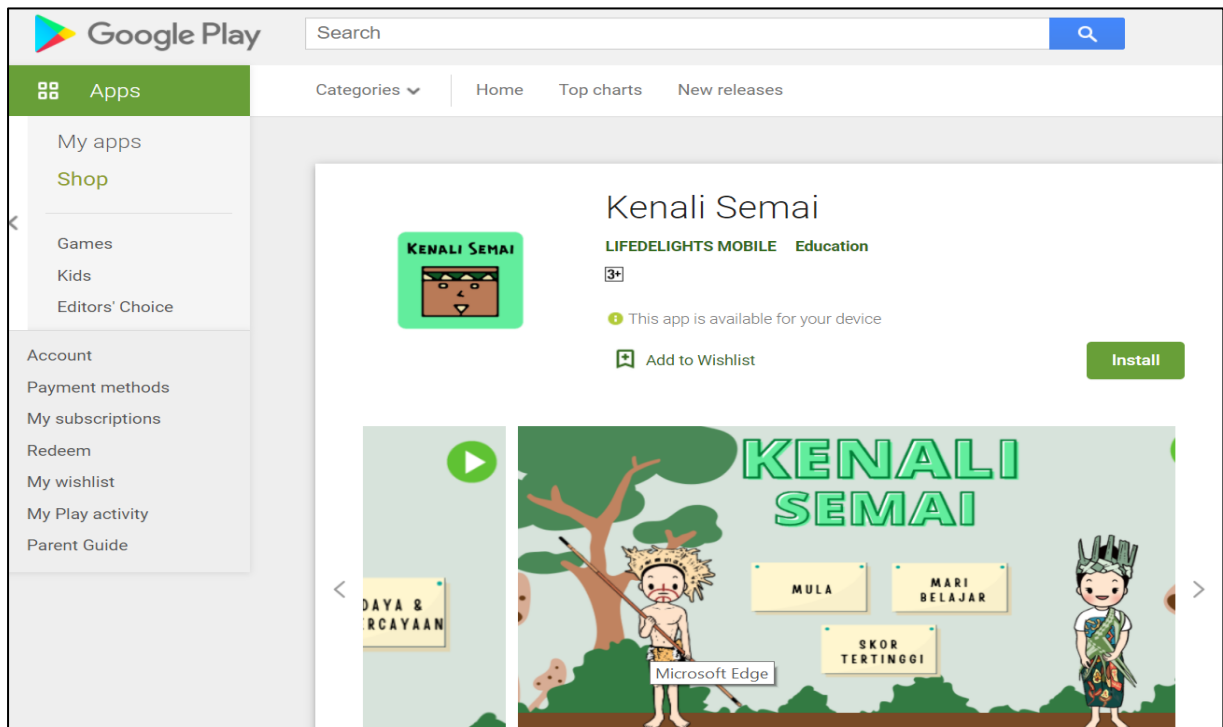 Google Play
Search
Apps
Categories
Home
Top charts
New releases
My apps
Shop
Games
Kids
Editors' Choice
Account
Payment methods
My subscriptions
Redeem
My wishlist
My Play activity
Parent Guide
KENALI SEMAI
Kenali Semai
LIFEDELIGHTS MOBILE Education
3+
This app is available for your device
Add to Wishlist
Install
DAYA &
RCAYAAN
KENALI
SEMAI
MULA
MARI
BELAJAR
SKOR
TERTINGGI
Microsoft Edge